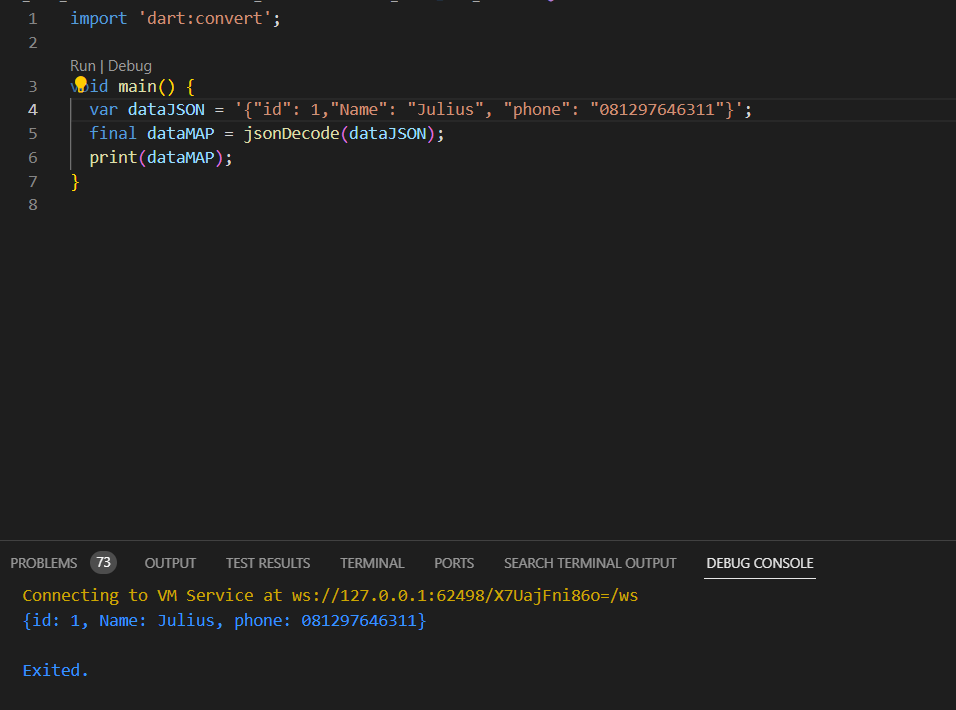 1 import 'dart:convert';
2
Run | Debug
3 void main() {
4 var dataJSON = '{"id": 1,"Name": "Julius", "phone": "081297646311"}';
5 final dataMAP = jsonDecode(dataJSON);
6 print(dataMAP);
7 }
8
PROBLEMS 73 OUTPUT TEST RESULTS TERMINAL PORTS SEARCH TERMINAL OUTPUT DEBUG CONSOLE
Connecting to VM Service at ws://127.0.0.1:62498/X7UajFni86o=/ws
{id: 1, Name: Julius, phone: 081297646311}
Exited.